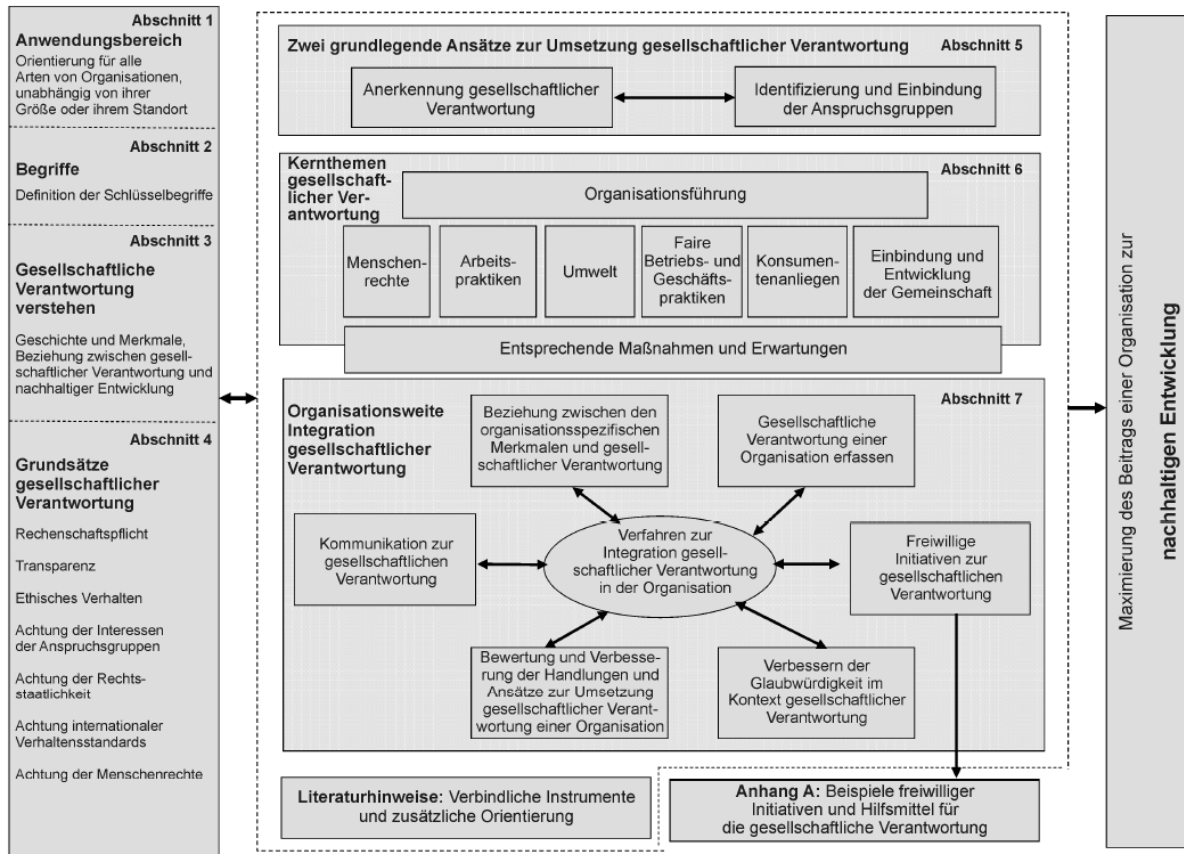 Abschnitt 1
Anwendungsbereich
Orientierung für alle
Arten von Organisationen,
unabhängig von ihrer
Größe oder ihrem Standort
Abschnitt 2
Begriffe
Definition der Schlüsselbegriffe
Abschnitt 3
Gesellschaftliche
Verantwortung
verstehen
Geschichte und Merkmale,
Beziehung zwischen gesell-
schaftlicher Verantwortung und
nachhaltiger Entwicklung
Abschnitt 4
Grundsätze
gesellschaftlicher
Verantwortung
Rechenschaftspflicht
Transparenz
Ethisches Verhalten
Achtung der Interessen
der Anspruchsgruppen
Achtung der Rechts-
staatlichkeit
Achtung internationaler
Verhaltensstandards
Achtung der Menschenrechte
Zwei grundlegende Ansätze zur Umsetzung gesellschaftlicher Verantwortung
Abschnitt 5
Anerkennung gesellschaftlicher
Verantwortung
Identifizierung und Einbindung
der Anspruchsgruppen
Kernthemen
gesellschaft-
licher Ver-
antwortung
Abschnitt 6
Organisationsführung
Menschen-
rechte
Arbeits-
praktiken
Umwelt
Faire
Betriebs- und
Geschäfts-
praktiken
Konsumen-
tenanliegen
Einbindung und
Entwicklung
der Gemeinschaft
Entsprechende Maßnahmen und Erwartungen
Organisationsweite
Integration
gesellschaftlicher
Verantwortung
Abschnitt 7
Beziehung zwischen den
organisationsspezifischen
Merkmalen und gesell-
schaftlicher Verantwortung
Gesellschaftliche
Verantwortung einer
Organisation erfassen
Kommunikation zur
gesellschaftlichen
Verantwortung
Verfahren zur
Integration gesell-
schaftlicher Verantwortung
in der Organisation
Freiwillige
Initiativen zur
gesellschaftlichen
Verantwortung
Bewertung und Verbesse-
rung der Handlungen und
Ansätze zur Umsetzung
gesellschaftlicher Verant-
wortung einer Organisation
Verbessern der
Glaubwürdigkeit im
Kontext gesellschaftlicher
Verantwortung
Literaturhinweise: Verbindliche Instrumente
und zusätzliche Orientierung
Anhang A: Beispiele freiwilliger
Initiativen und Hilfsmittel für
die gesellschaftliche Verantwortung
Maximierung des Beitrags einer Organisation zur
nachhaltigen Entwicklung